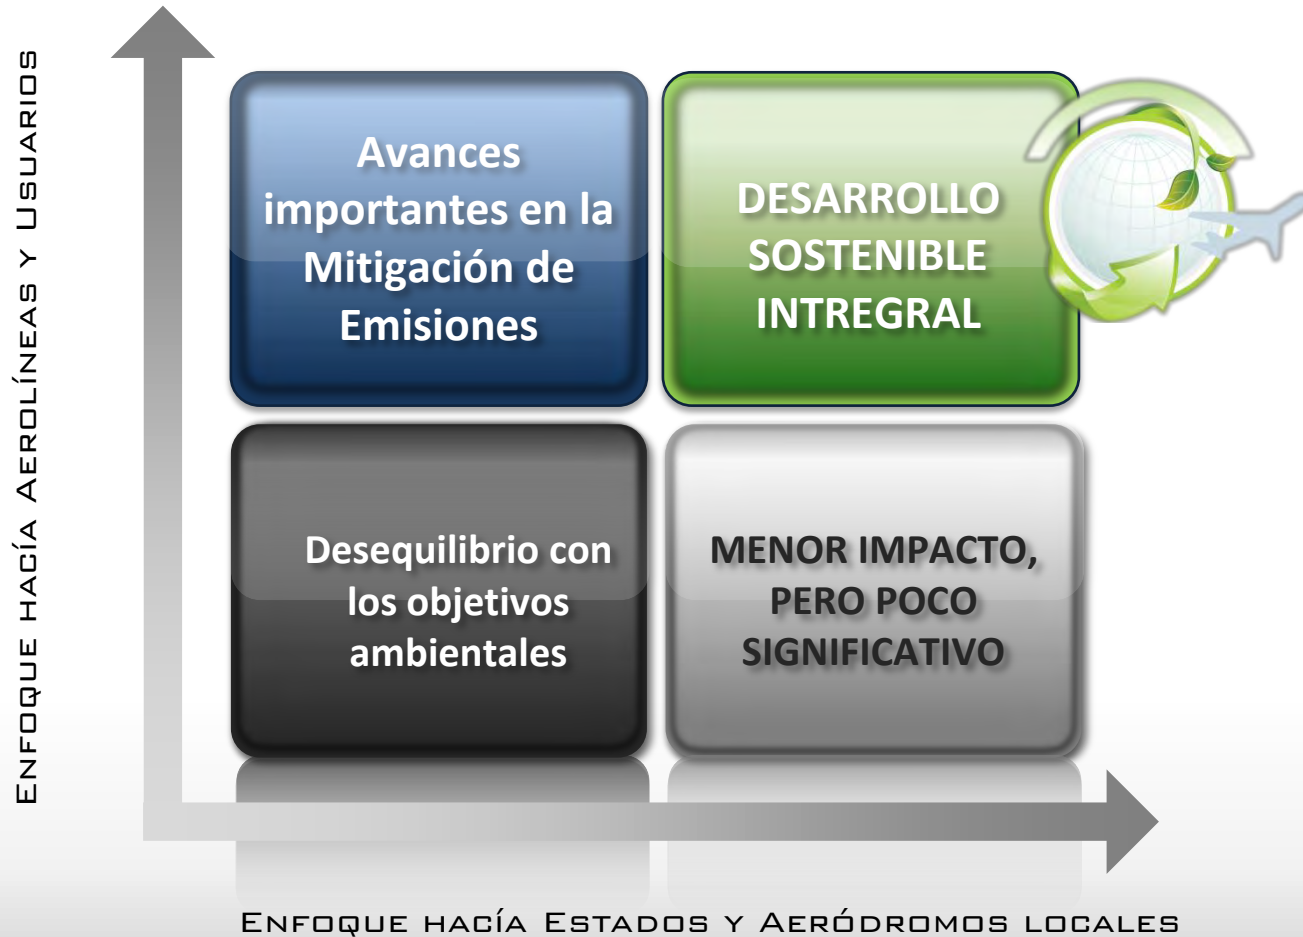 ENFOQUE HACÍA AEROLÍNEAS Y USUARIOS
Avances
importantes en la
Mitigación de
Emisiones
DESARROLLO
SOSTENIBLE
INTREGRAL
Desequilibrio con
los objetivos
ambientales
MENOR IMPACTO,
PERO POCO
SIGNIFICATIVO
ENFOQUE HACÍA ESTADOS Y AERÓDROMOS LOCALES